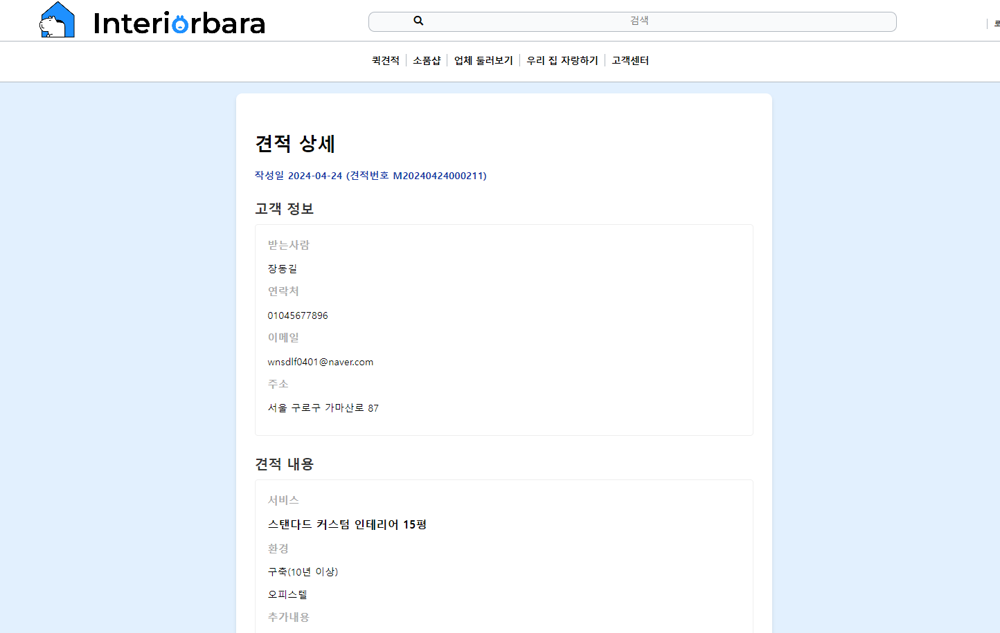 Interiorbara
검색
퀵견적 소품샵 업체 둘러보기 우리 집 자랑하기 고객센터
견적 상세
작성일 2024-04-24 (견적번호 M20240424000211)
고객 정보
받는사람
장동길
연락처
01045677896
이메일
wnsdlf0401@naver.com
주소
서울 구로구 가마산로 87
견적 내용
서비스
스탠다드 커스텀 인테리어 15평
환경
구축(10년 이상)
오피스텔
추가내용